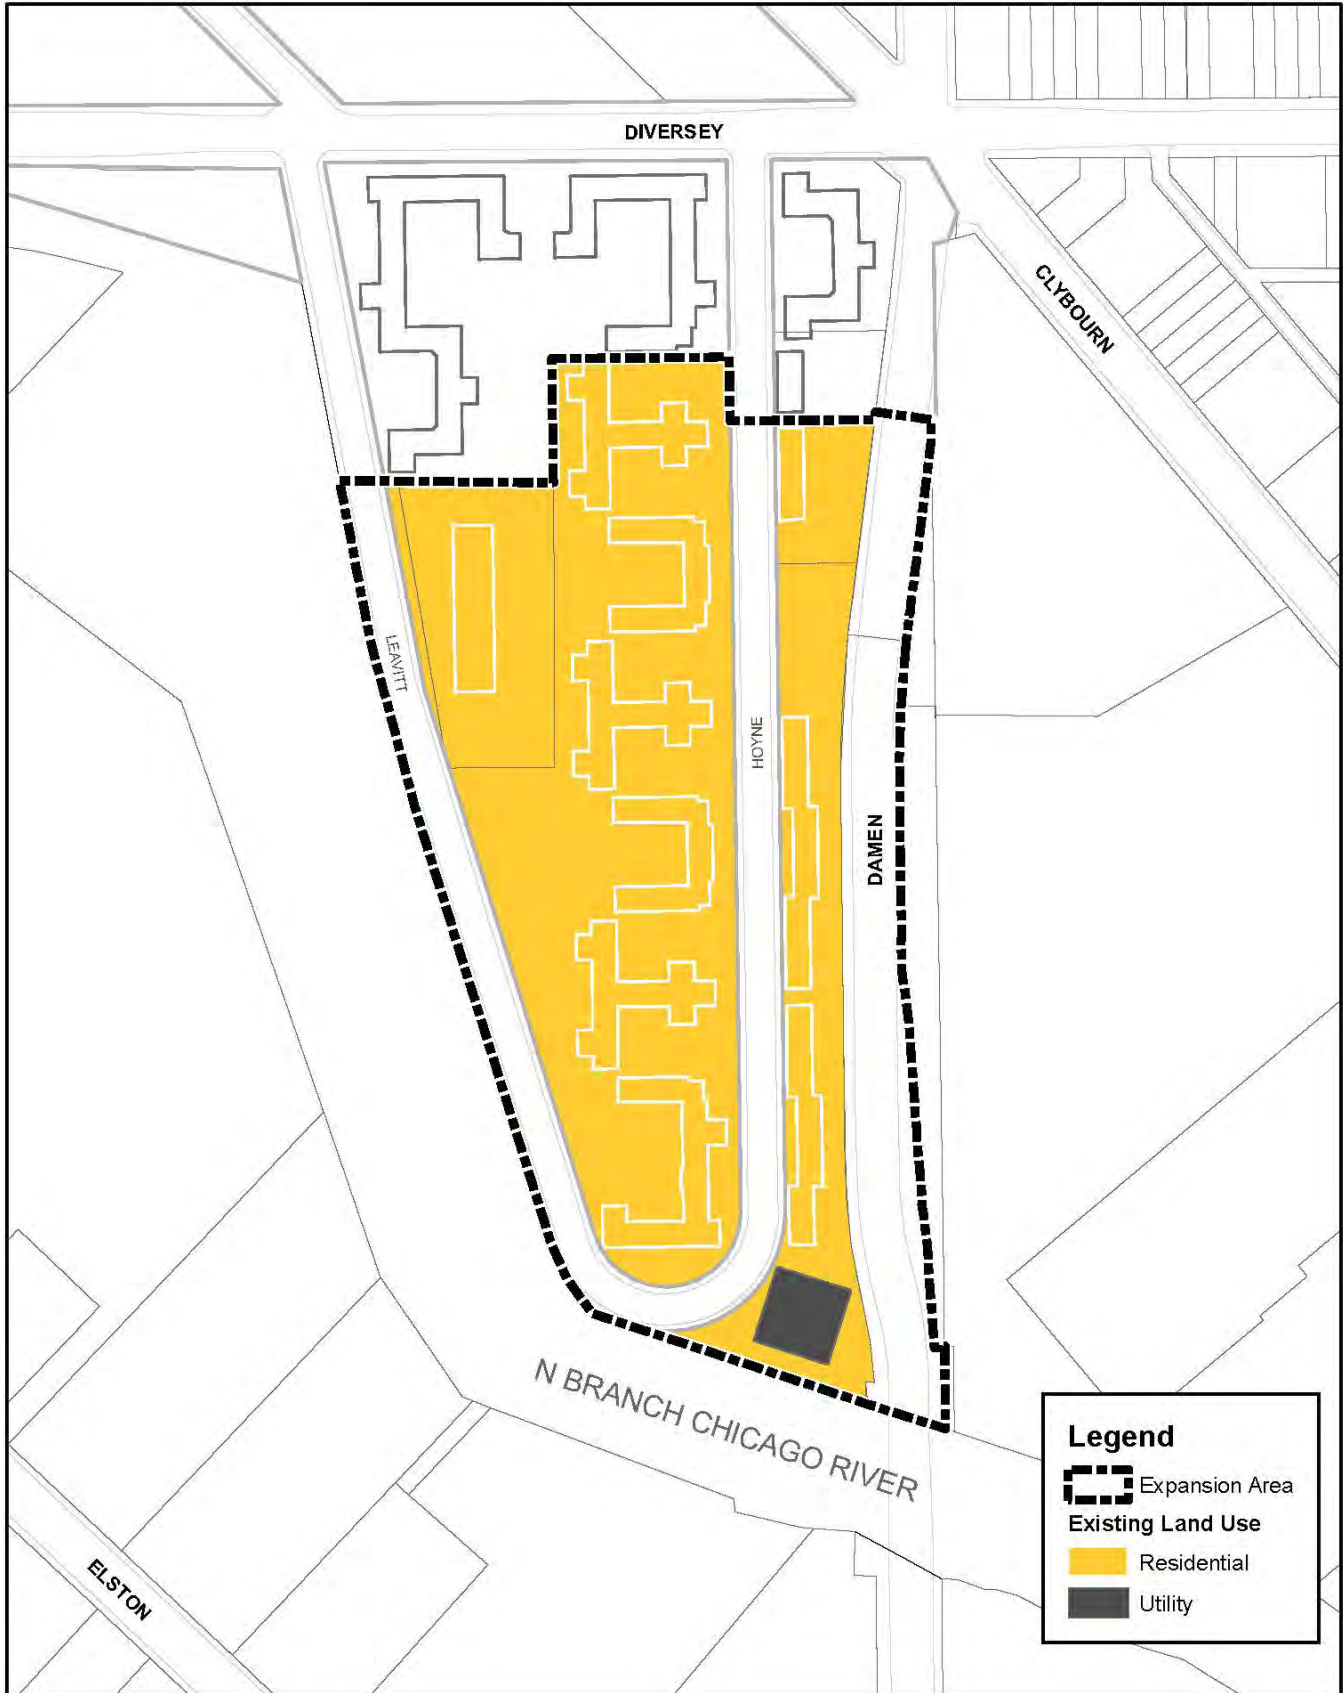 DIVERSEY
CLYBOURN
LEAVITT
HOYNE
DAMEN
N BRANCH CHICAGO RIVER
ELSTON
Legend
Expansion Area
Existing Land Use
Residential
Utility